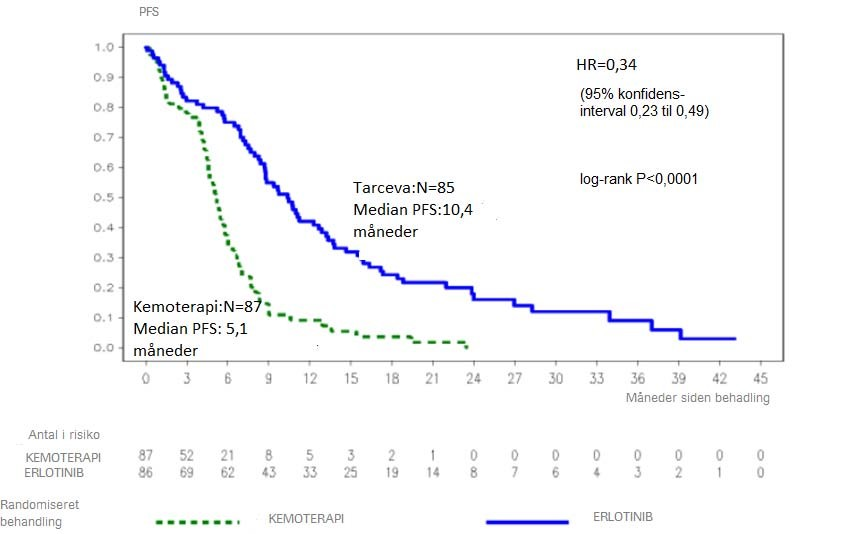 PFS
1.0
0.9
0.8
0.7
0.6
0.5
0.4
0.3
0.2
0.1
0.0
HR=0,34
(95% konfidens-
interval 0,23 til 0,49)
log-rank P<0,0001
Tarceva:N=85
Median PFS:10,4
måneder
Kemoterapi:N=87
Median PFS: 5,1
måneder
0 3 6 9 12 15 18 21 24 27 30 33 36 39 42 45
Måneder siden behadling
Antal i risiko
KEMOTERAPI 87 52 21 8 5 3 2 1 0 0 0 0 0 0 0 0
ERLOTINIB 86 69 62 43 33 25 19 14 8 7 6 4 3 2 1 0
Randomiseret
behandling
KEMOTERAPI
ERLOTINIB